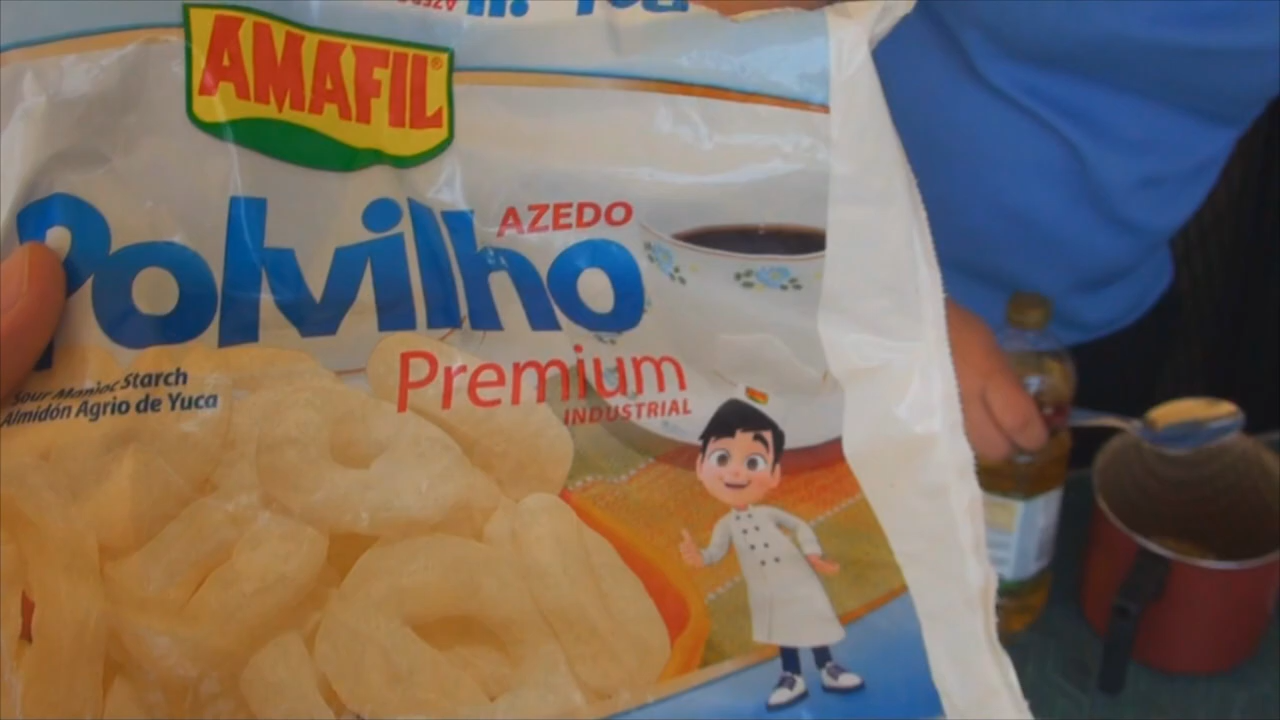 AMAFIL®
AZEDO
Polvilho
Premium
INDUSTRIAL
Sour Manioc Starch
Almidón Agrio de Yuca